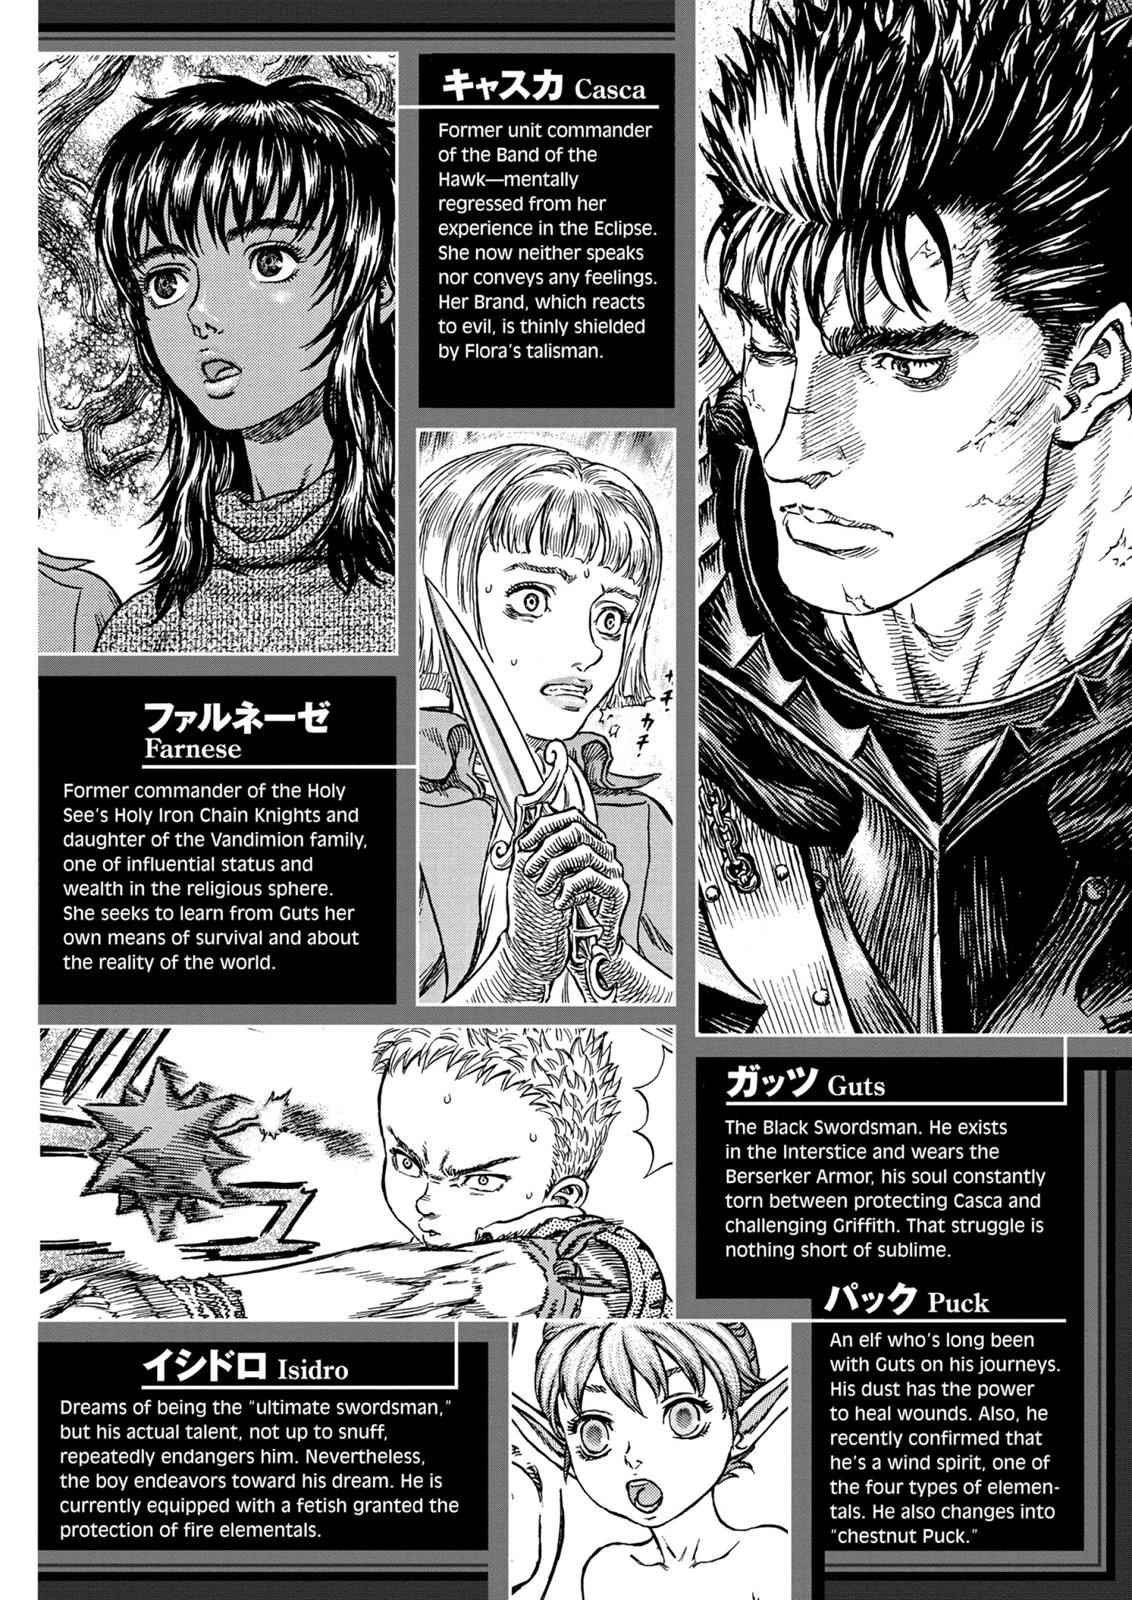 キャスカ Casca
Former unit commander
of the Band of the
Hawk—mentally
regressed from her
experience in the Eclipse.
She now neither speaks
nor conveys any feelings.
Her Brand, which reacts
to evil, is thinly shielded
by Flora's talisman.
ファルネーゼ
Farnese
Former commander of the Holy
See's Holy Iron Chain Knights and
daughter of the Vandimion family,
one of influential status and
wealth in the religious sphere.
She seeks to learn from Guts her
own means of survival and about
the reality of the world.
ガッツ Guts
The Black Swordsman. He exists
in the Interstice and wears the
Berserker Armor, his soul constantly
torn between protecting Casca and
challenging Griffith. That struggle is
nothing short of sublime.
イシドロ Isidro
Dreams of being the "ultimate swordsman,"
but his actual talent, not up to snuff,
repeatedly endangers him. Nevertheless,
the boy endeavors toward his dream. He is
currently equipped with a fetish granted the
protection of fire elementals.
パック Puck
An elf who's long been
with Guts on his journeys.
His dust has the power
to heal wounds. Also, he
recently confirmed that
he's a wind spirit, one of
the four types of elemen-
tals. He also changes into
"chestnut Puck."